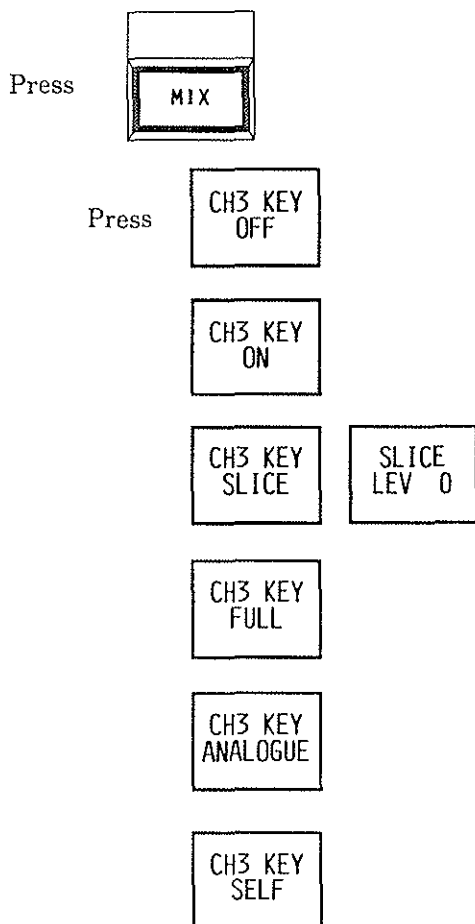 Press
MIX
Press
CH3 KEY
OFF
CH3 KEY
ON
CH3 KEY
SLICE
SLICE
LEV 0
CH3 KEY
FULL
CH3 KEY
ANALOGUE
CH3 KEY
SELF